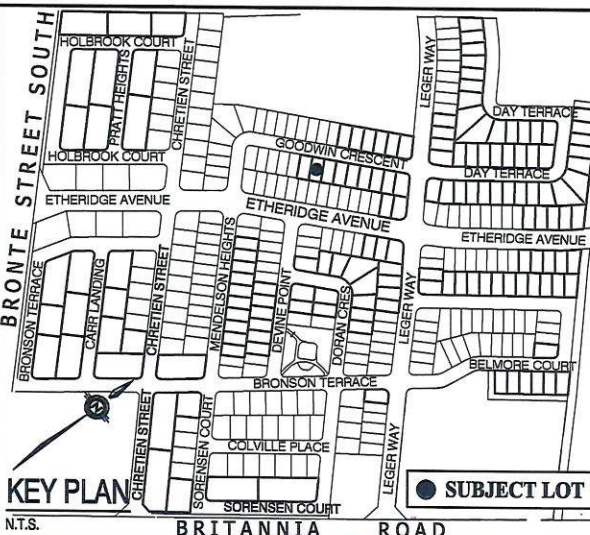 BRONTE STREET SOUTH
HOLBROOK COURT
PRATT HEIGHTS
CHRETIEN STREET
LEGER WAY
DAY TERRACE
GOODWIN CRESCENT
HOLBROOK COURT
DAY TERRACE
ETHERIDGE AVENUE
ETHERIDGE AVENUE
ETHERIDGE AVENUE
BRONSON TERRACE
CARR LANDING
CHRETIEN STREET
MENDELSON HEIGHTS
DEVINE POINT
DORAN CRES
LEGER WAY
BELMORE COURT
BRONSON TERRACE
N
CHRETIEN STREET
SORENSEN COURT
COLVILLE PLACE
LEGER WAY
KEY PLAN
SUBJECT LOT
SORENSEN COURT
N.T.S.
BRITANNIA ROAD